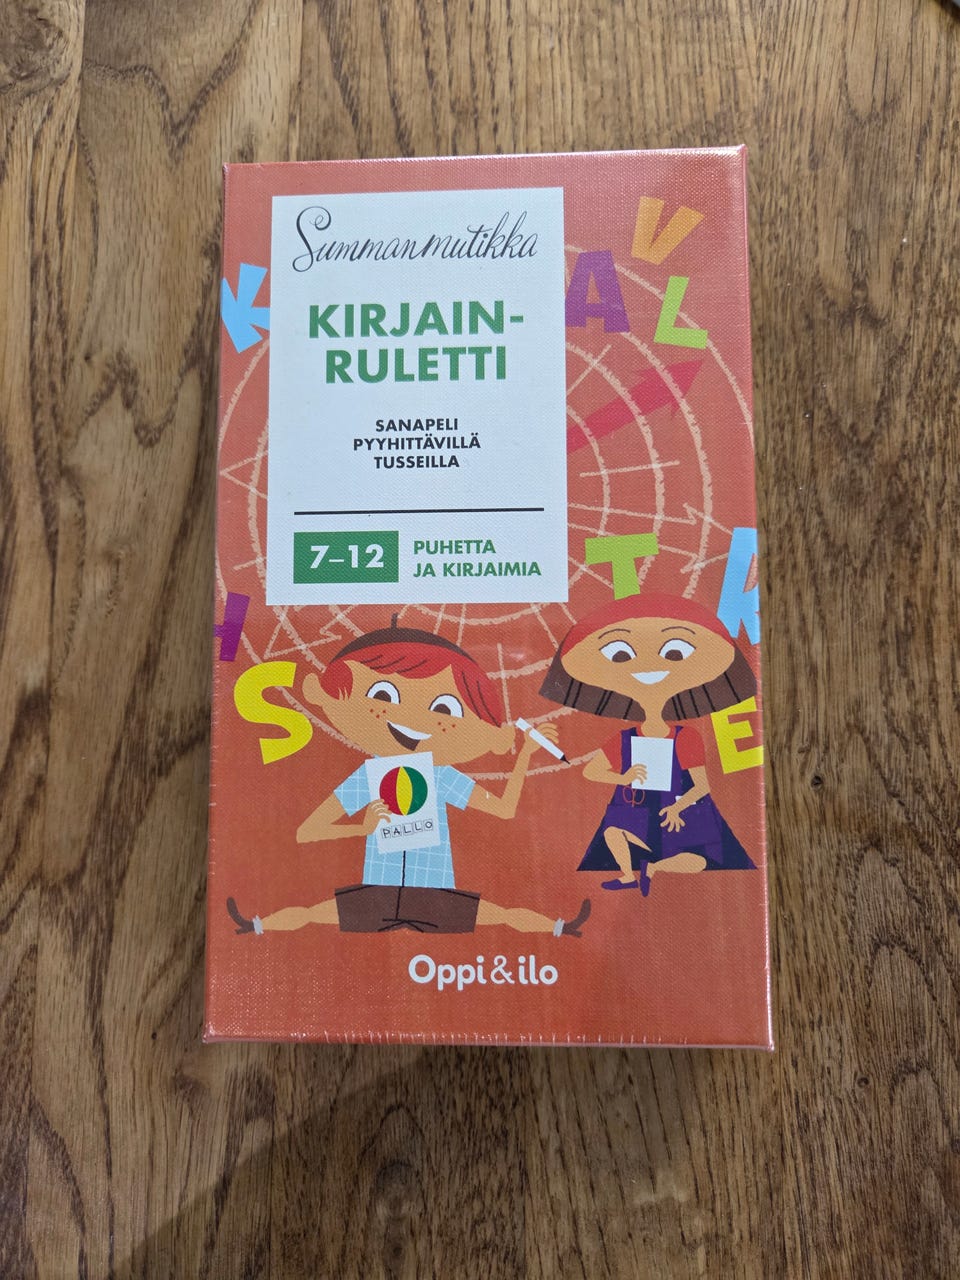 Summanmutikka
KIRJAIN-
RULETTI
SANAPELI
PYYHITTÄVILLÄ
TUSSEILLA
7–12
PUHETTA
JA KIRJAIMIA
K
A
V
L
T
A
I
S
E
PALLO
Oppi&ilo